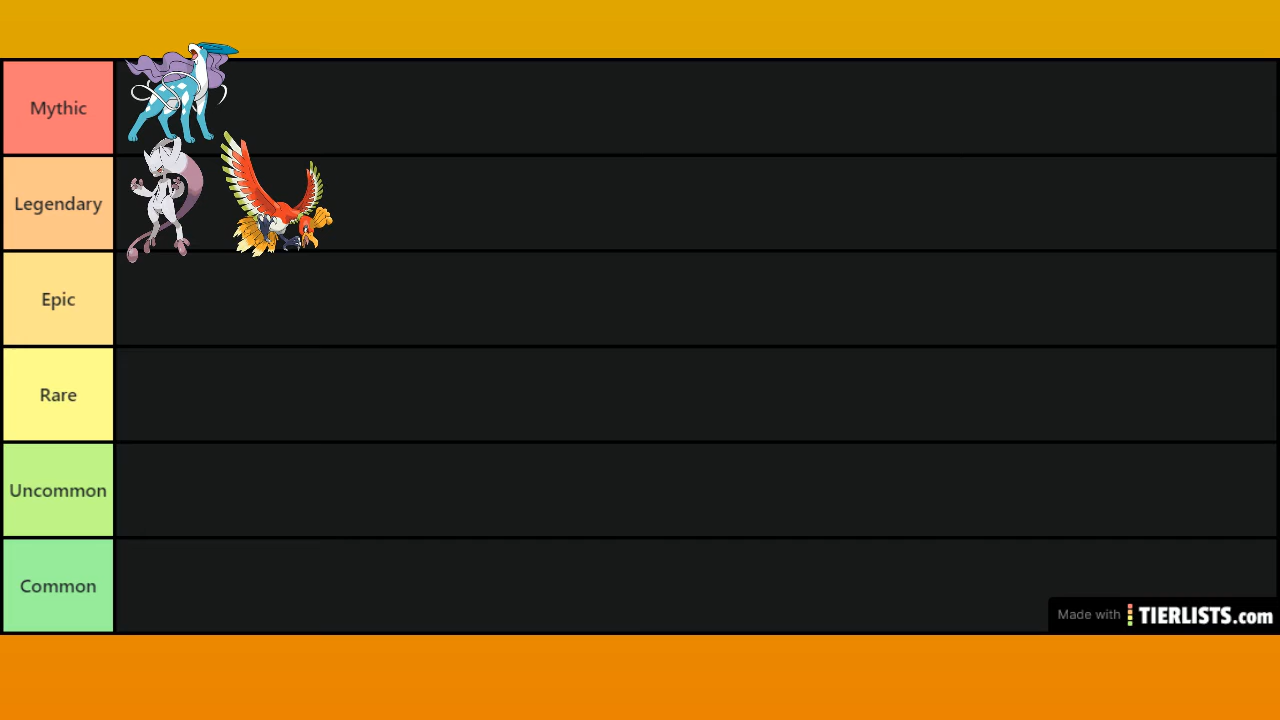 Mythic
Legendary
Epic
Rare
Uncommon
Common
Made with TIERLISTS.com